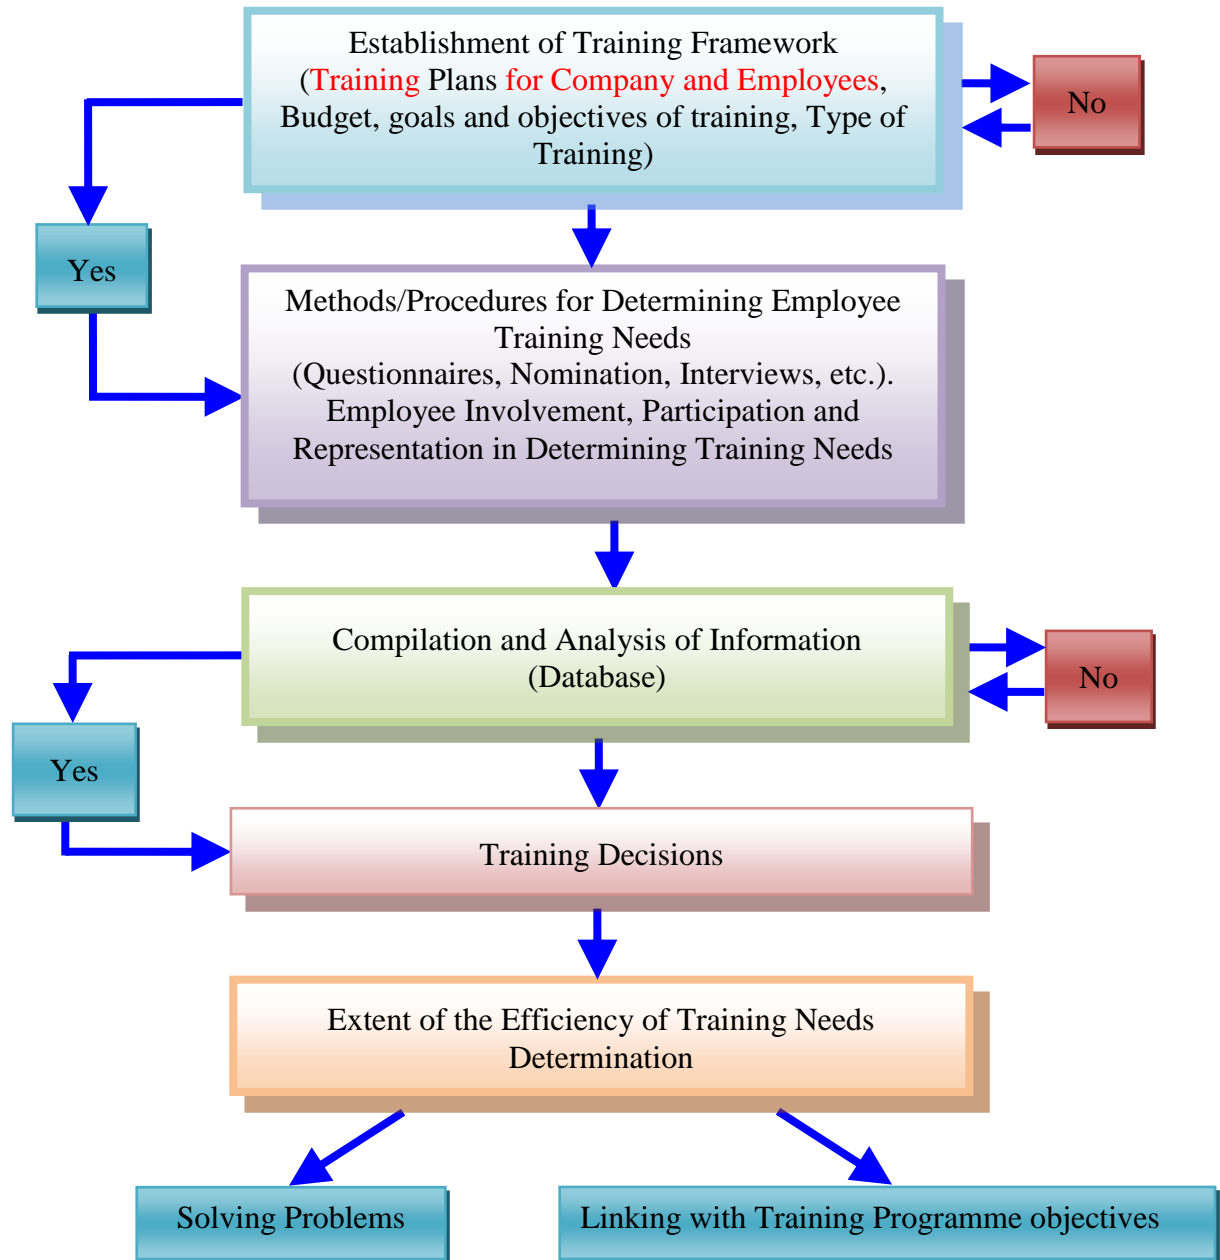 Establishment of Training Framework
(Training Plans for Company and Employees,
Budget, goals and objectives of training, Type of
Training)
No
Yes
Methods/Procedures for Determining Employee
Training Needs
(Questionnaires, Nomination, Interviews, etc.).
Employee Involvement, Participation and
Representation in Determining Training Needs
Compilation and Analysis of Information
(Database)
No
Yes
Training Decisions
Extent of the Efficiency of Training Needs
Determination
Solving Problems
Linking with Training Programme objectives